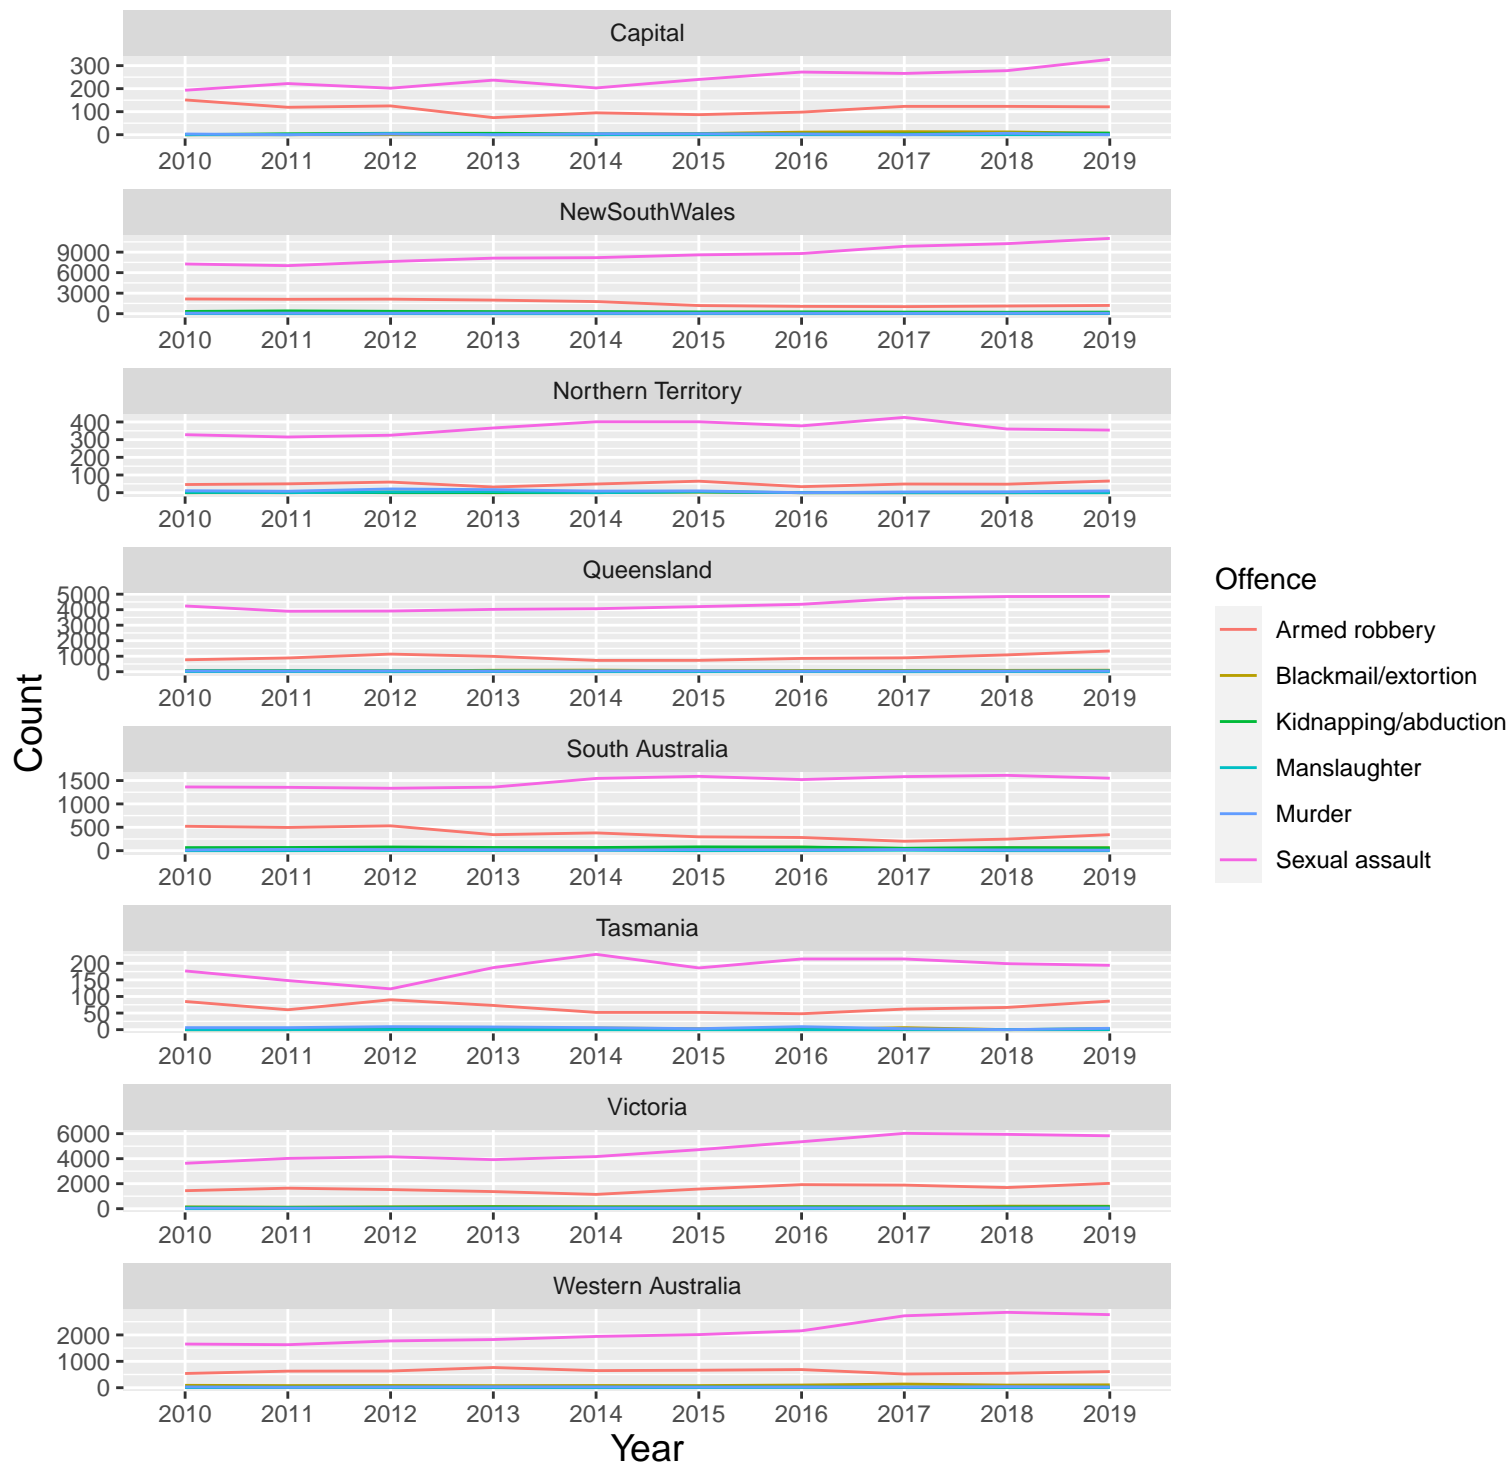 Capital
300
200
100
0
2010 2011 2012 2013 2014 2015 2016 2017 2018 2019
NewSouthWales
9000
6000
3000
0
2010 2011 2012 2013 2014 2015 2016 2017 2018 2019
Northern Territory
400
300
200
100
0
2010 2011 2012 2013 2014 2015 2016 2017 2018 2019
Queensland
5000
4000
3000
2000
1000
0
2010 2011 2012 2013 2014 2015 2016 2017 2018 2019
South Australia
1500
1000
500
0
2010 2011 2012 2013 2014 2015 2016 2017 2018 2019
Tasmania
200
150
100
50
0
2010 2011 2012 2013 2014 2015 2016 2017 2018 2019
Victoria
6000
4000
2000
0
2010 2011 2012 2013 2014 2015 2016 2017 2018 2019
Western Australia
2000
1000
0
2010 2011 2012 2013 2014 2015 2016 2017 2018 2019
Year
Count
Offence
Armed robbery
Blackmail/extortion
Kidnapping/abduction
Manslaughter
Murder
Sexual assault